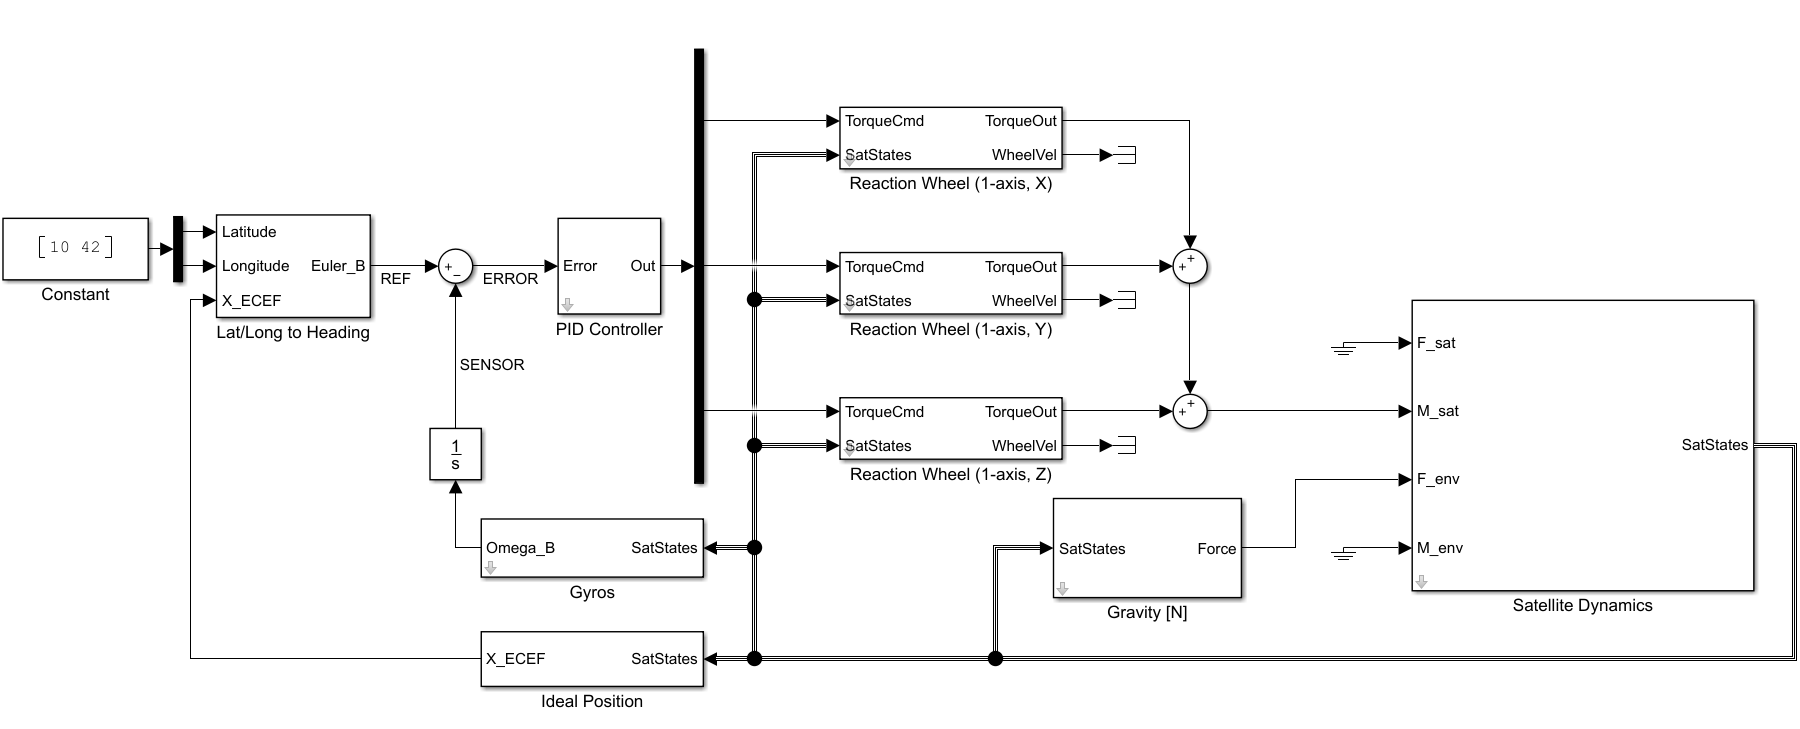 [10 42]
Constant
Latitude
Longitude
X_ECEF
Euler_B
Lat/Long to Heading
REF
+
−
ERROR
SENSOR
1
s
Error
Out
PID Controller
TorqueCmd
TorqueOut
SatStates
WheelVel
Reaction Wheel (1-axis, X)
TorqueCmd
TorqueOut
SatStates
WheelVel
Reaction Wheel (1-axis, Y)
+
+
TorqueCmd
TorqueOut
SatStates
WheelVel
Reaction Wheel (1-axis, Z)
+
+
Omega_B
SatStates
Gyros
X_ECEF
SatStates
Ideal Position
SatStates
Force
Gravity [N]
F_sat
M_sat
F_env
M_env
SatStates
Satellite Dynamics